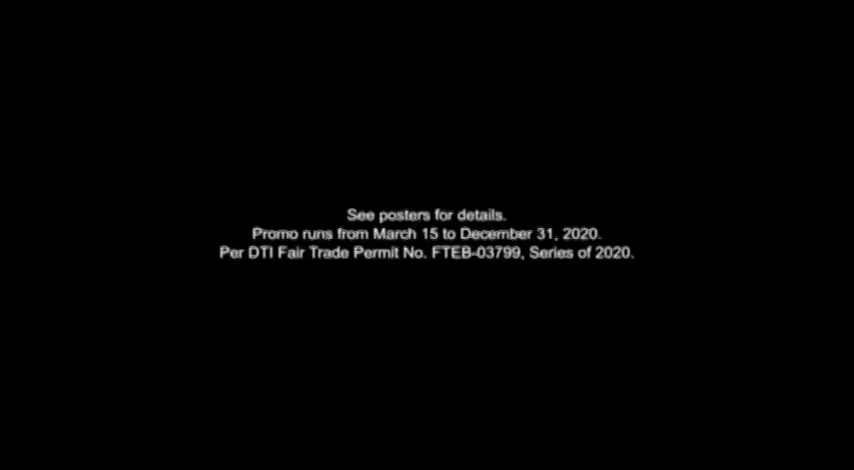 See posters for details.
Promo runs from March 15 to December 31, 2020.
Per DTI Fair Trade Permit No. FTEB-03799, Series of 2020.